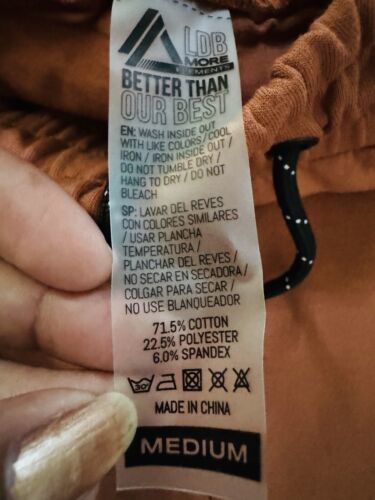 LDB
MORE
ELEMENTS
BETTER THAN
OUR BEST
EN: WASH INSIDE OUT
WITH LIKE COLORS/COOL
IRON / IRON INSIDE OUT /
DO NOT TUMBLE DRY /
HANG TO DRY / DO NOT
BLEACH
SP: LAVAR DEL REVES
CON COLORES SIMILARES
/ USAR PLANCHA
TEMPERATURA /
PLANCHAR DEL REVES /
NO SECAR EN SECADORA/
COLGAR PARA SECAR /
NO USE BLANQUEADOR
71.5% COTTON
22.5% POLYESTER
6.0% SPANDEX
30°
MADE IN CHINA
MEDIUM